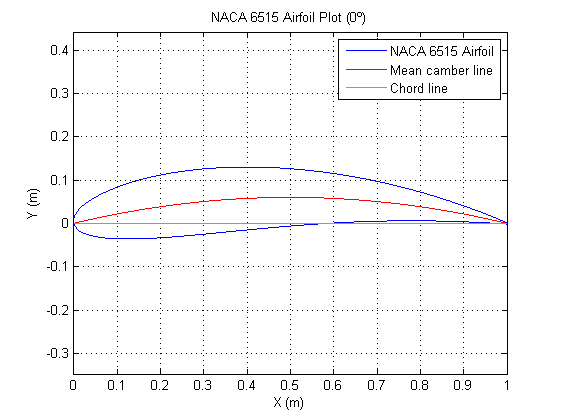 NACA 6515 Airfoil Plot (0º)
NACA 6515 Airfoil
Mean camber line
Chord line
0.4
0.3
0.2
0.1
0
-0.1
-0.2
-0.3
Y (m)
0 0.1 0.2 0.3 0.4 0.5 0.6 0.7 0.8 0.9 1
X (m)